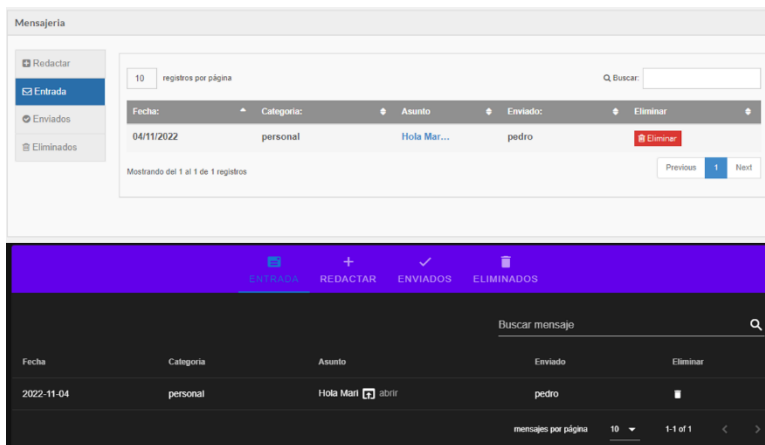 Mensajeria
Redactar
Entrada
Enviados
Eliminados
10 registros por página
Buscar:
Fecha: Categoria: Asunto Enviado: Eliminar
04/11/2022 personal Hola Mar... pedro Eliminar
Mostrando del 1 al 1 de 1 registros
Previous 1 Next
ENTRADA REDACTAR ENVIADOS ELIMINADOS
Buscar mensaje
Fecha Categoria Asunto Enviado Eliminar
2022-11-04 personal Hola Mari abrir pedro
mensajes por página 10 1-1 of 1